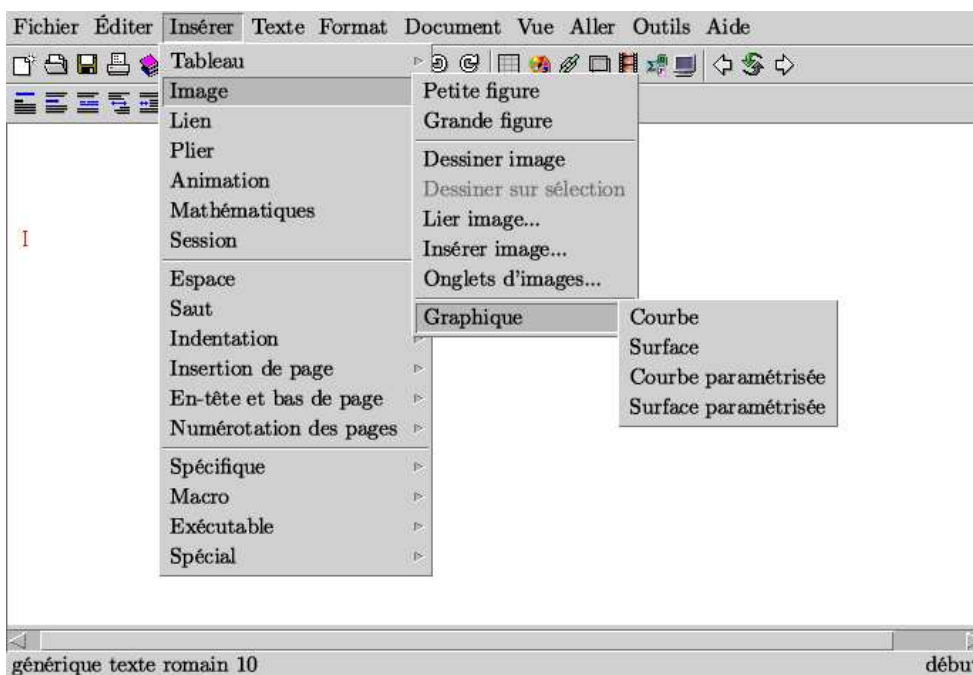 Fichier Éditer Insérer Texte Format Document Vue Aller Outils Aide
Tableau
Image
Lien
Plier
Animation
Mathématiques
Session
Espace
Saut
Indentation
Insertion de page
En-tête et bas de page
Numérotation des pages
Spécifique
Macro
Exécutable
Spécial
Petite figure
Grande figure
Dessiner image
Dessiner sur sélection
Lier image...
Insérer image...
Onglets d'images...
Graphique
Courbe
Surface
Courbe paramétrisée
Surface paramétrisée
générique texte romain 10 débu